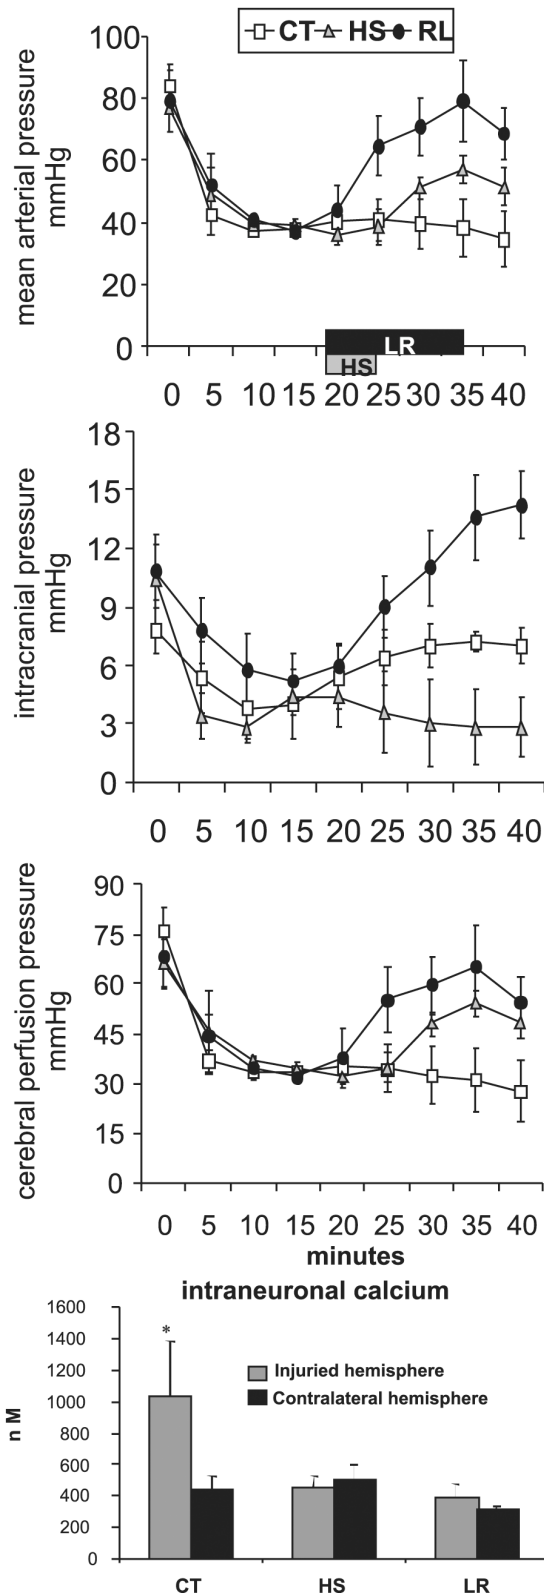 CT HS RL
mean arterial pressure
mmHg
100
80
60
40
20
0
LR
HS
0 5 10 15 20 25 30 35 40
intracranial pressure
mmHg
18
15
12
9
6
3
0
0 5 10 15 20 25 30 35 40
cerebral perfusion pressure
mmHg
90
75
60
45
30
15
0
0 5 10 15 20 25 30 35 40
minutes
intraneuronal calcium
n M
1600
1400
1200
1000
800
600
400
200
0
*
Injuried hemisphere
Contralateral hemisphere
CT HS LR